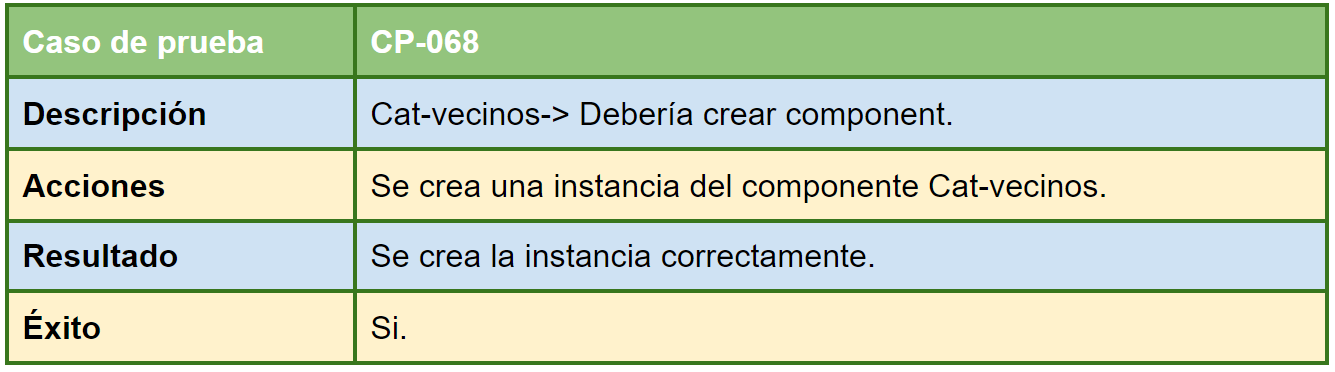 Caso de prueba CP-068
Descripción Cat-vecinos-> Debería crear component.
Acciones Se crea una instancia del componente Cat-vecinos.
Resultado Se crea la instancia correctamente.
Éxito Si.